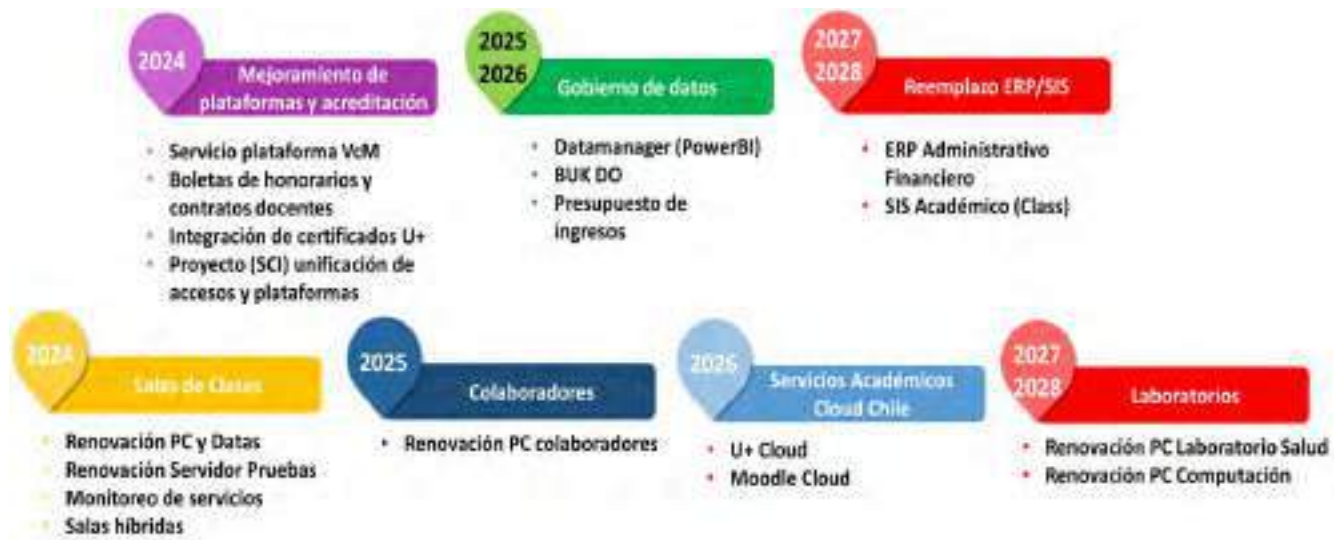 2024
Mejoramiento de
plataformas y acreditación
Servicio plataforma VcM
Boletas de honorarios y
contratos docentes
Integración de certificados U+
Proyecto (SCI) unificación de
accesos y plataformas
2025
2026
Gobierno de datos
Datamanager (PowerBI)
BUK DO
Presupuesto de
ingresos
2027
2028
Reemplazo ERP/SIS
ERP Administrativo
Financiero
SIS Académico (Class)
2024
Salas de Clases
Renovación PC y Datas
Renovación Servidor Pruebas
Monitoreo de servicios
Salas híbridas
2025
Colaboradores
Renovación PC colaboradores
2026
Servicios Académicos
Cloud Chile
U+ Cloud
Moodle Cloud
2027
2028
Laboratorios
Renovación PC Laboratorio Salud
Renovación PC Computación